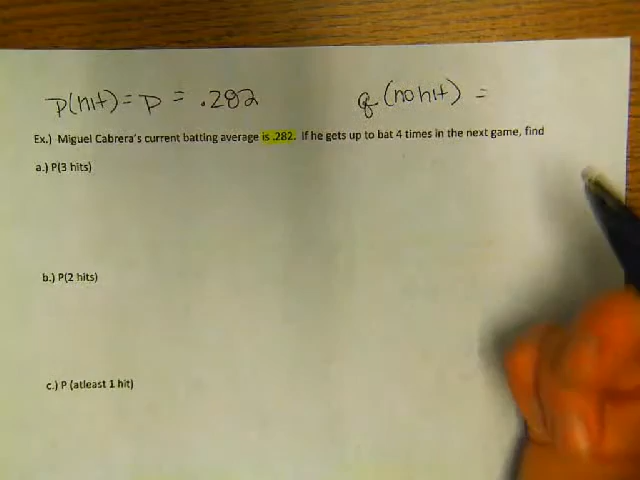 p(hit) = p = .282 q (no hit) =
Ex.) Miguel Cabrera's current batting average is .282. If he gets up to bat 4 times in the next game, find
a.) P(3 hits)
b.) P(2 hits)
c.) P (atleast 1 hit)